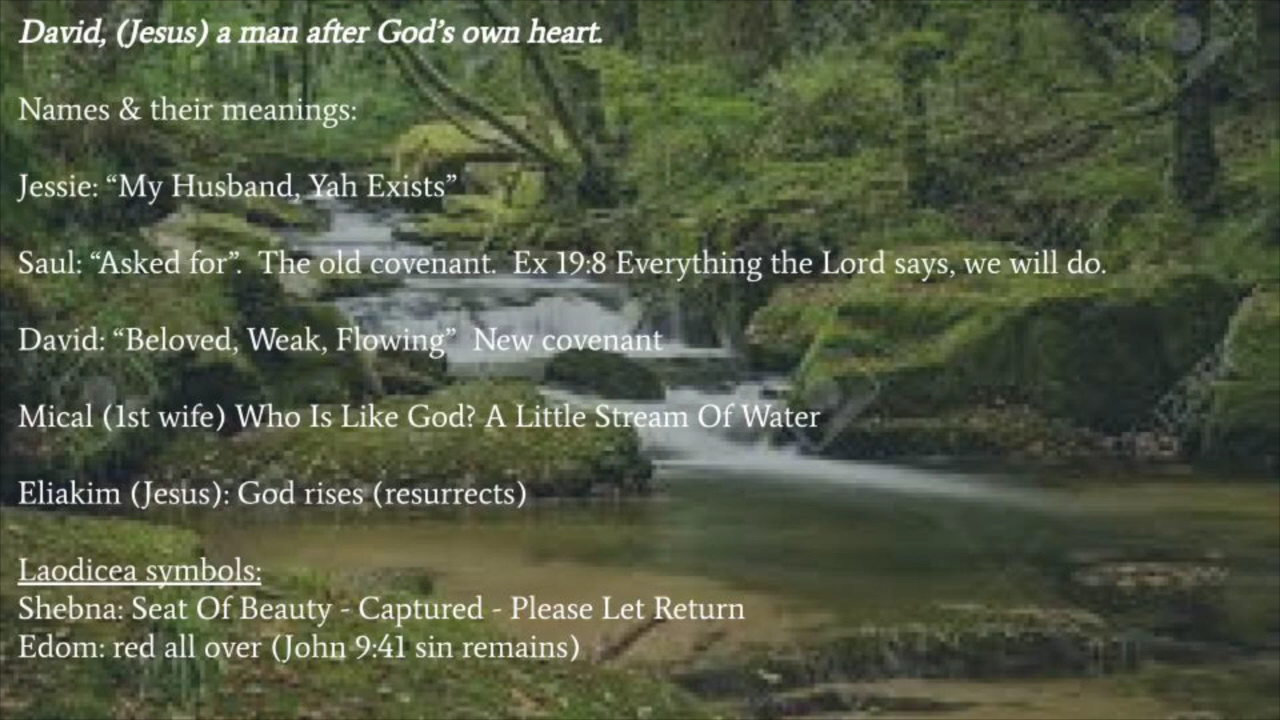 David, (Jesus) a man after God’s own heart.
Names & their meanings:
Jessie: “My Husband, Yah Exists”
Saul: “Asked for”.  The old covenant.  Ex 19:8 Everything the Lord says, we will do.
David: “Beloved, Weak, Flowing”  New covenant
Mical (1st wife) Who Is Like God? A Little Stream Of Water
Eliakim (Jesus): God rises (resurrects)
Laodicea symbols:
Shebna: Seat Of Beauty - Captured - Please Let Return
Edom: red all over (John 9:41 sin remains)